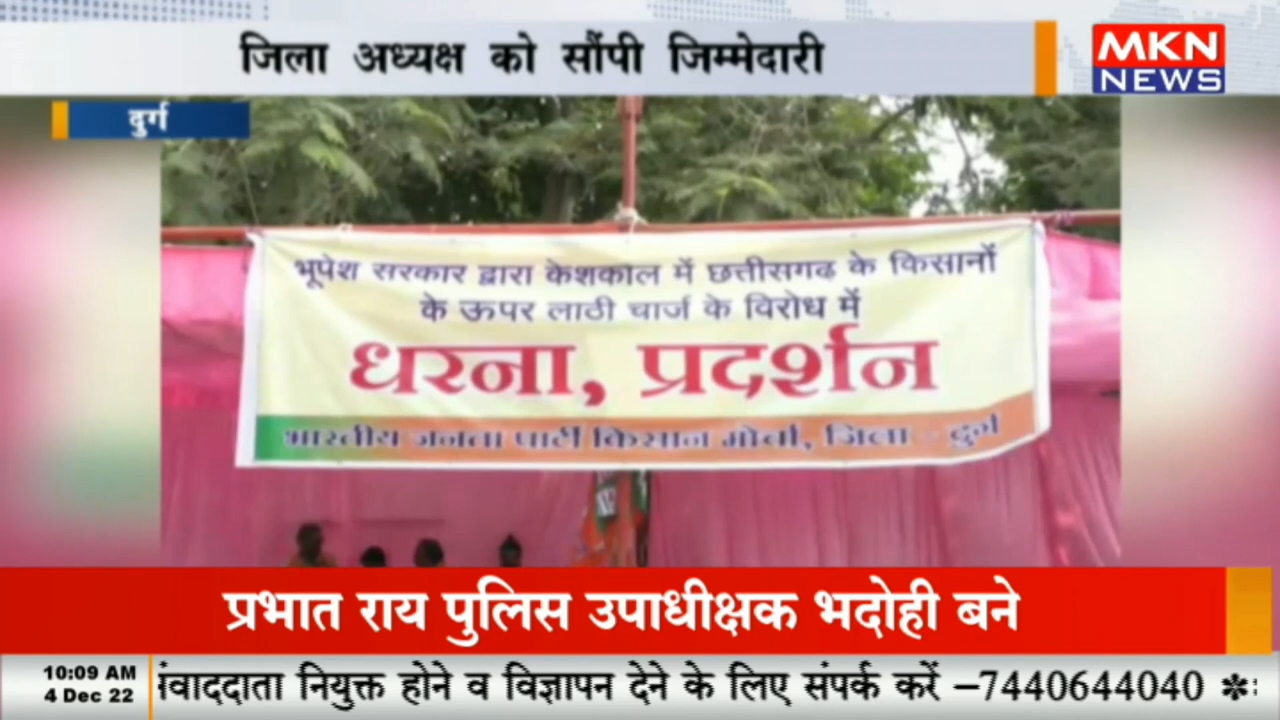 जिला अध्यक्ष को सौंपी जिम्मेदारी
MKN
NEWS
दुर्ग
भूपेश सरकार द्वारा केशकाल में छत्तीसगढ के किसानों
के ऊपर लाठी चार्ज के विरोध में
धरना, प्रदर्शन
भारतीय जनता पार्टी किसान मोर्चा, जिला - दुर्ग
प्रभात राय पुलिस उपाधीक्षक भदोही बने
10:09 AM
4 Dec 22
संवाददाता नियुक्त होने व विज्ञापन देने के लिए संपर्क करें –7440644040 ✽